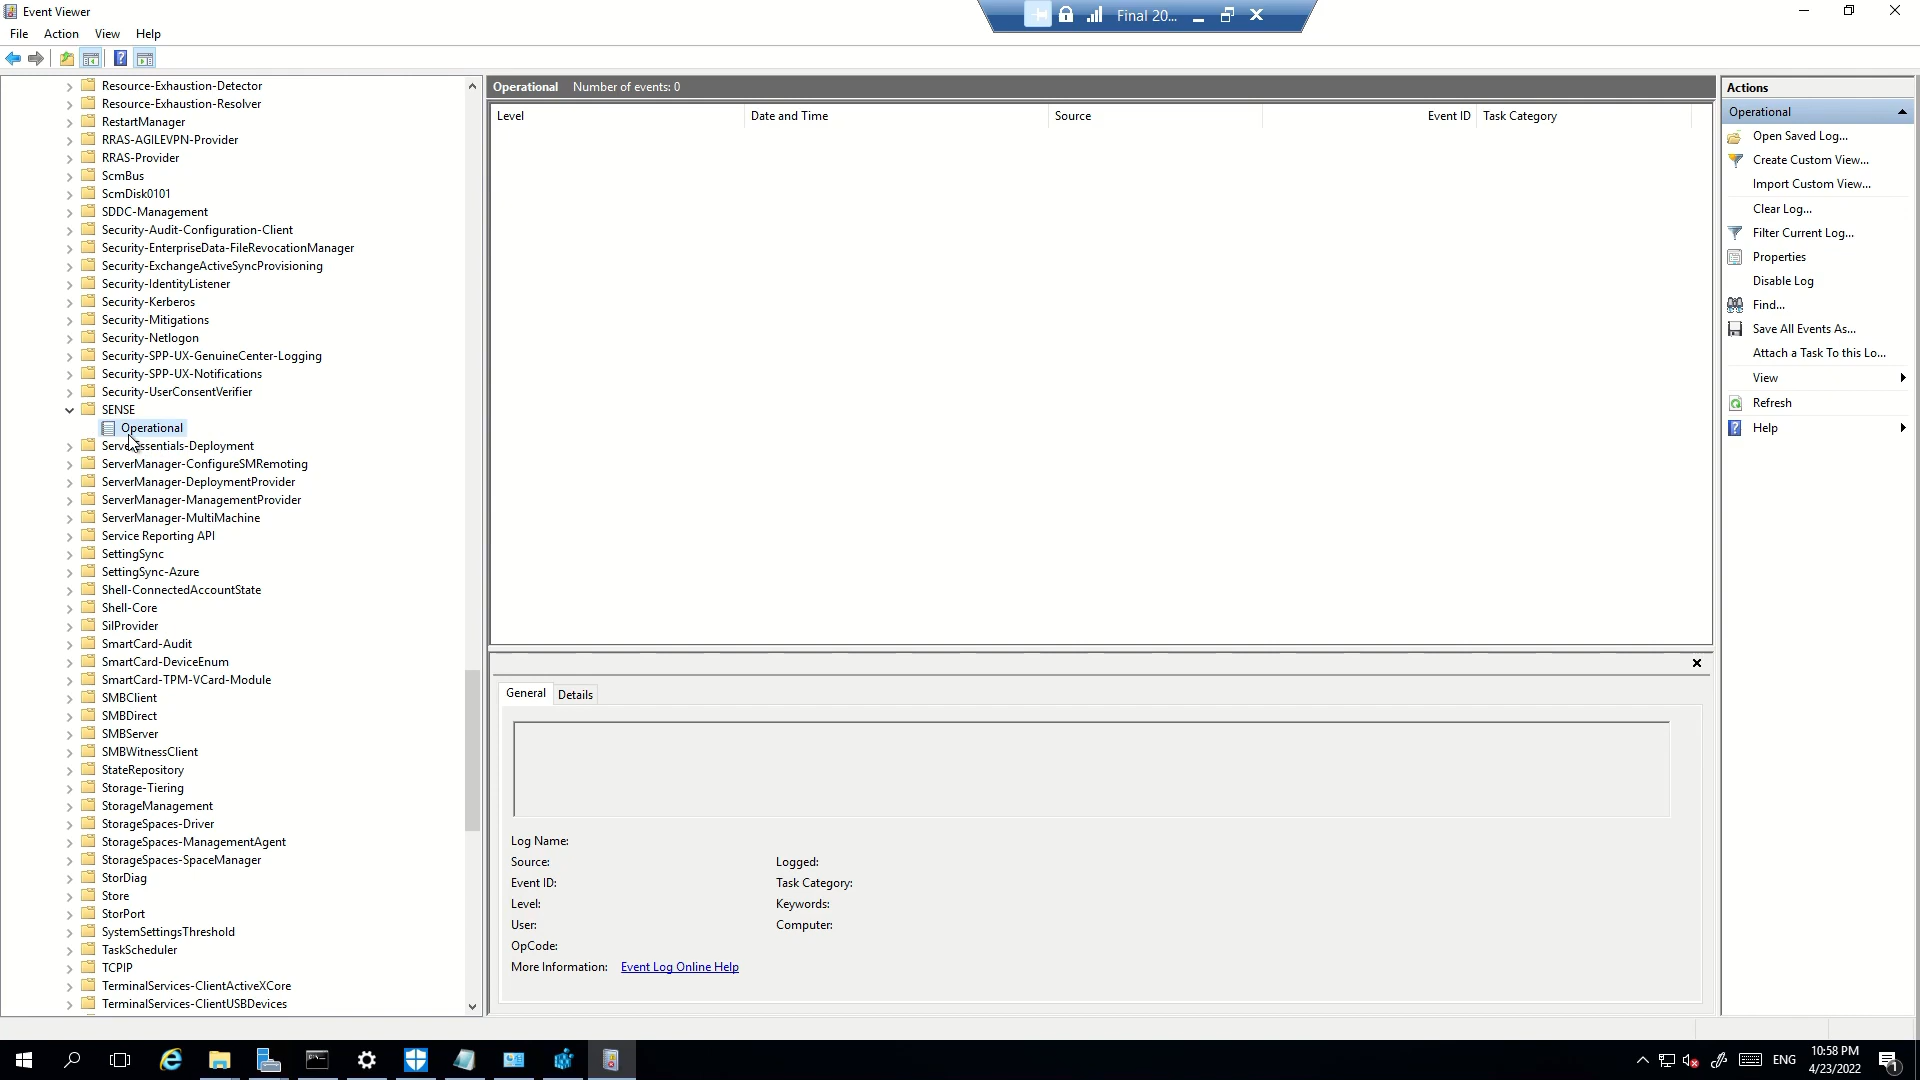 Event Viewer
Final 20...
File Action View Help
Resource-Exhaustion-Detector
Resource-Exhaustion-Resolver
RestartManager
RRAS-AGILEVPN-Provider
RRAS-Provider
ScmBus
ScmDisk0101
SDDC-Management
Security-Audit-Configuration-Client
Security-EnterpriseData-FileRevocationManager
Security-ExchangeActiveSyncProvisioning
Security-IdentityListener
Security-Kerberos
Security-Mitigations
Security-Netlogon
Security-SPP-UX-GenuineCenter-Logging
Security-SPP-UX-Notifications
Security-UserConsentVerifier
SENSE
Operational
ServerEssentials-Deployment
ServerManager-ConfigureSMRemoting
ServerManager-DeploymentProvider
ServerManager-ManagementProvider
ServerManager-MultiMachine
Service Reporting API
SettingSync
SettingSync-Azure
Shell-ConnectedAccountState
Shell-Core
SilProvider
SmartCard-Audit
SmartCard-DeviceEnum
SmartCard-TPM-VCard-Module
SMBClient
SMBDirect
SMBServer
SMBWitnessClient
StateRepository
Storage-Tiering
StorageManagement
StorageSpaces-Driver
StorageSpaces-ManagementAgent
StorageSpaces-SpaceManager
StorDiag
Store
StorPort
SystemSettingsThreshold
TaskScheduler
TCPIP
TerminalServices-ClientActiveXCore
TerminalServices-ClientUSBDevices
Operational Number of events: 0
Level Date and Time Source Event ID Task Category
General Details
Log Name:
Source: Logged:
Event ID: Task Category:
Level: Keywords:
User: Computer:
OpCode:
More Information: Event Log Online Help
Actions
Operational
Open Saved Log...
Create Custom View...
Import Custom View...
Clear Log...
Filter Current Log...
Properties
Disable Log
Find...
Save All Events As...
Attach a Task To this Lo...
View
Refresh
Help
ENG
10:58 PM
4/23/2022
1